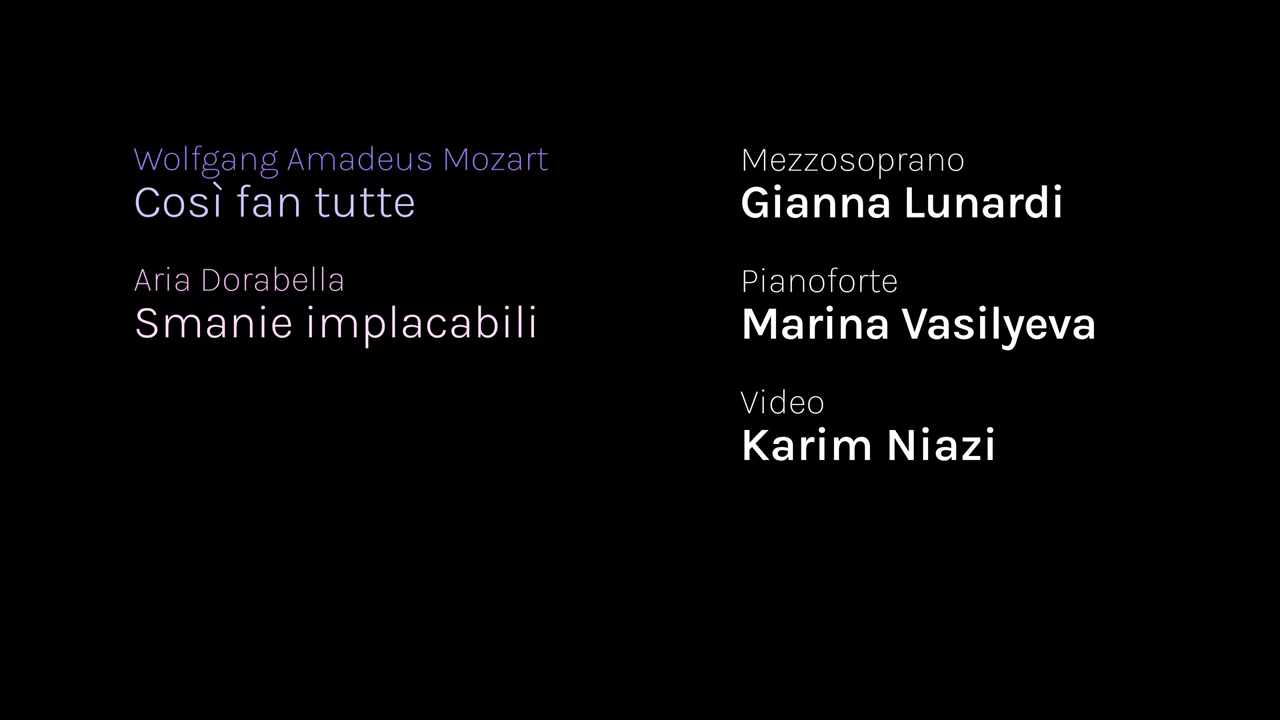 Wolfgang Amadeus Mozart
Così fan tutte
Aria Dorabella
Smanie implacabili
Mezzosoprano
Gianna Lunardi
Pianoforte
Marina Vasilyeva
Video
Karim Niazi